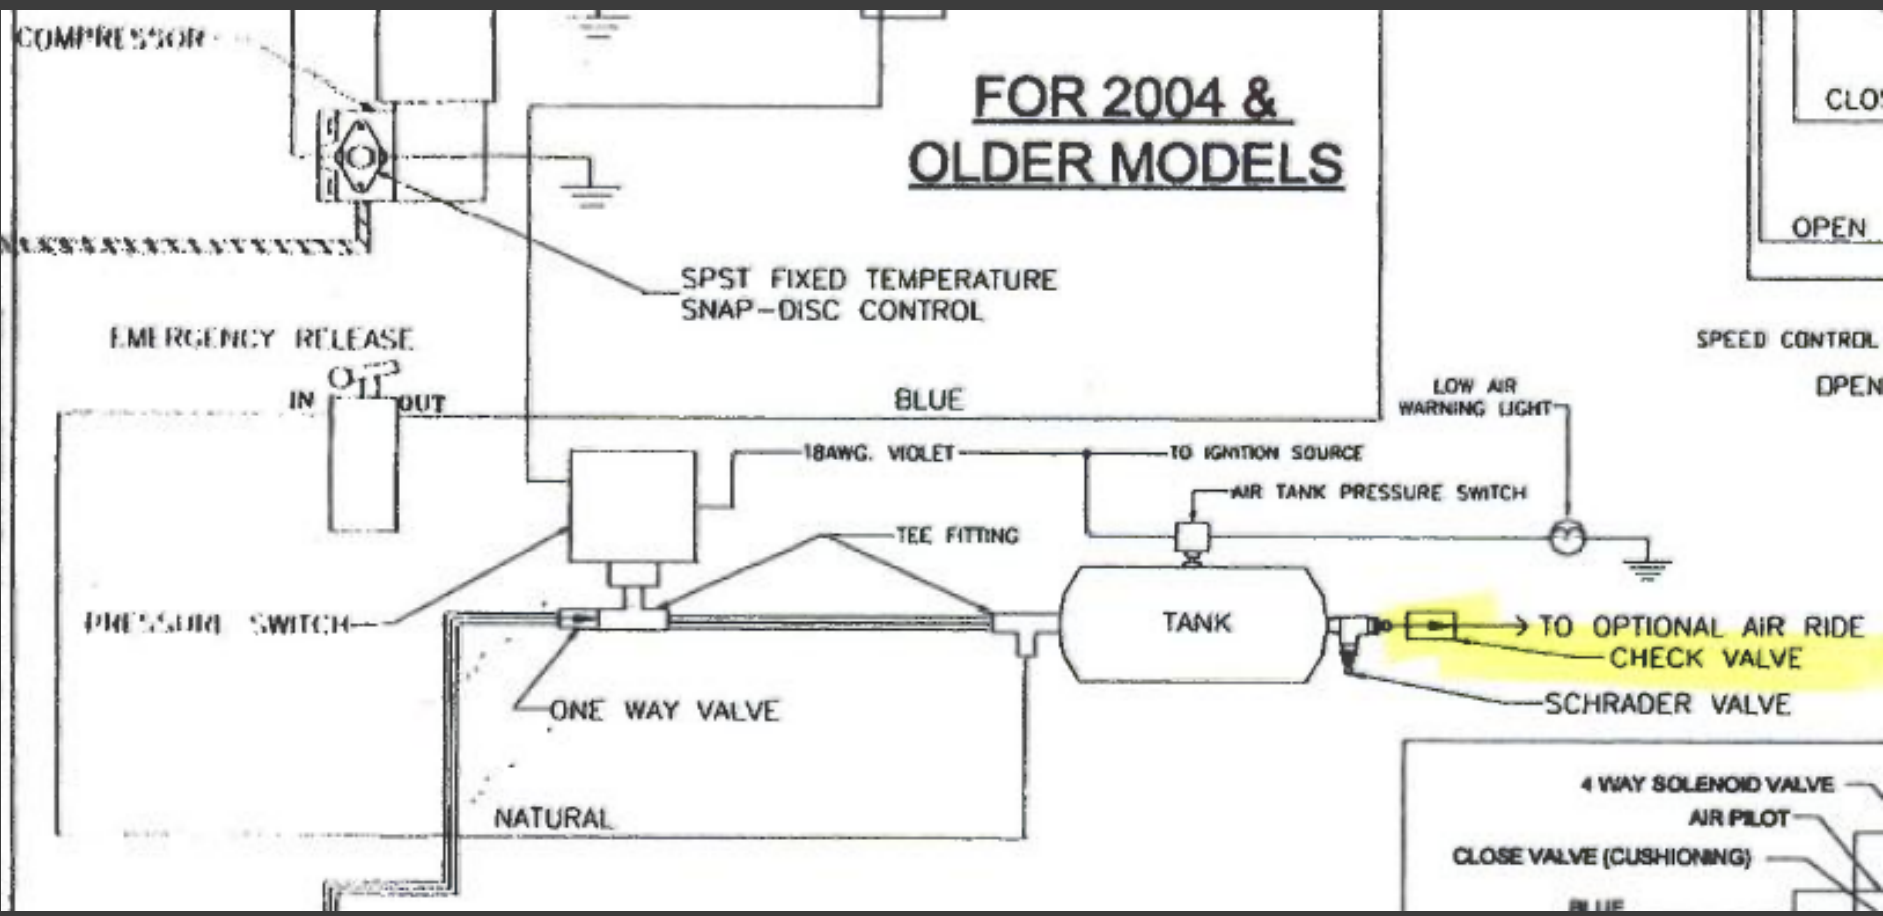 COMPRESSOR
FOR 2004 &
OLDER MODELS
CLOS
OPEN
SPST FIXED TEMPERATURE
SNAP-DISC CONTROL
EMERGENCY RELEASE
IN
OUT
BLUE
SPEED CONTROL
OPEN
LOW AIR
WARNING LIGHT
18AWG. VIOLET
TO IGNITION SOURCE
AIR TANK PRESSURE SWITCH
TEE FITTING
PRESSURE SWITCH
TANK
TO OPTIONAL AIR RIDE
CHECK VALVE
SCHRADER VALVE
ONE WAY VALVE
NATURAL
4 WAY SOLENOID VALVE
AIR PILOT
CLOSE VALVE (CUSHIONING)
BLUE